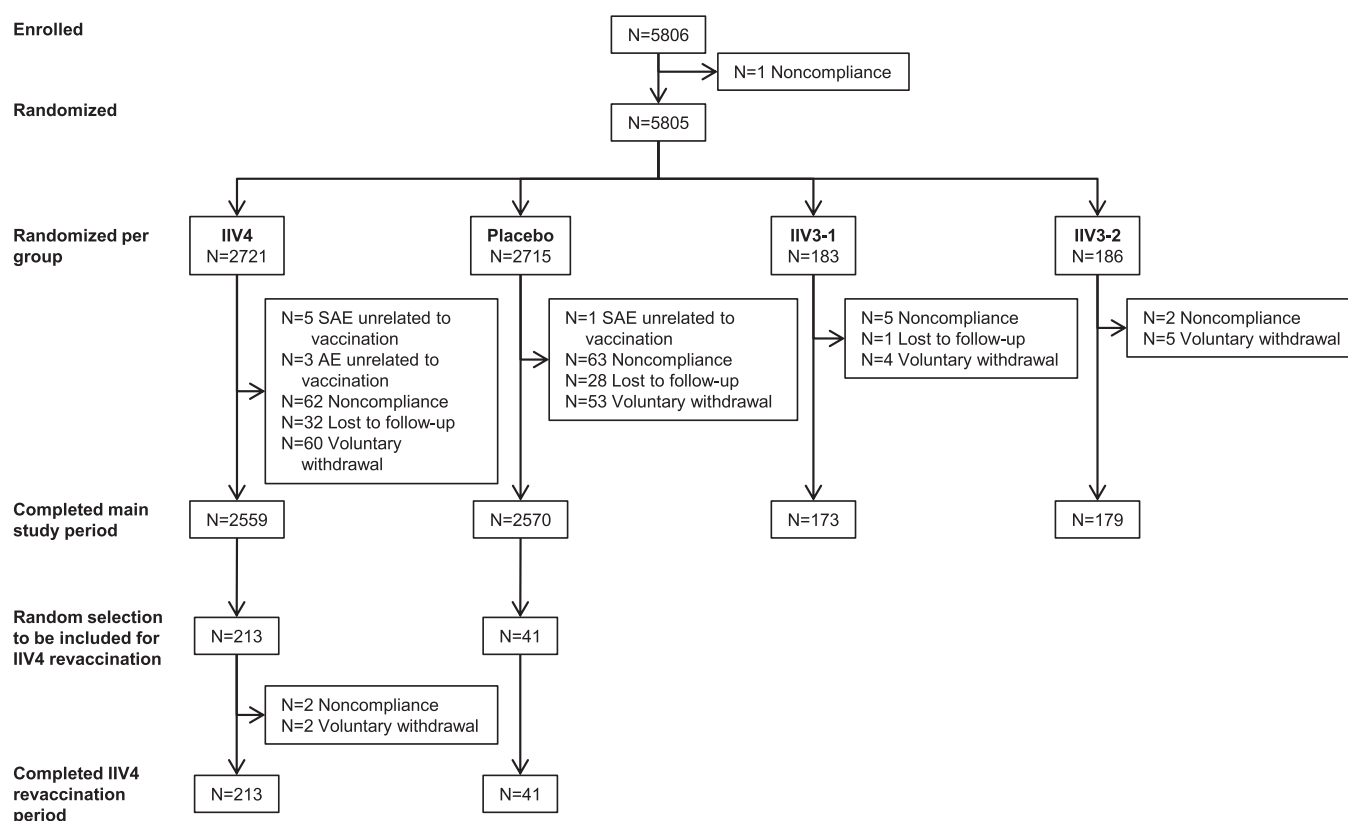 Enrolled
N=5806
N=1 Noncompliance
Randomized
N=5805
Randomized per
group
IIV4
N=2721
Placebo
N=2715
IIV3-1
N=183
IIV3-2
N=186
N=5 SAE unrelated to
vaccination
N=3 AE unrelated to
vaccination
N=62 Noncompliance
N=32 Lost to follow-up
N=60 Voluntary
withdrawal
N=1 SAE unrelated to
vaccination
N=63 Noncompliance
N=28 Lost to follow-up
N=53 Voluntary withdrawal
N=5 Noncompliance
N=1 Lost to follow-up
N=4 Voluntary withdrawal
N=2 Noncompliance
N=5 Voluntary withdrawal
Completed main
study period
N=2559
N=2570
N=173
N=179
Random selection
to be included for
IIV4 revaccination
N=213
N=41
N=2 Noncompliance
N=2 Voluntary withdrawal
Completed IIV4
revaccination
period
N=213
N=41